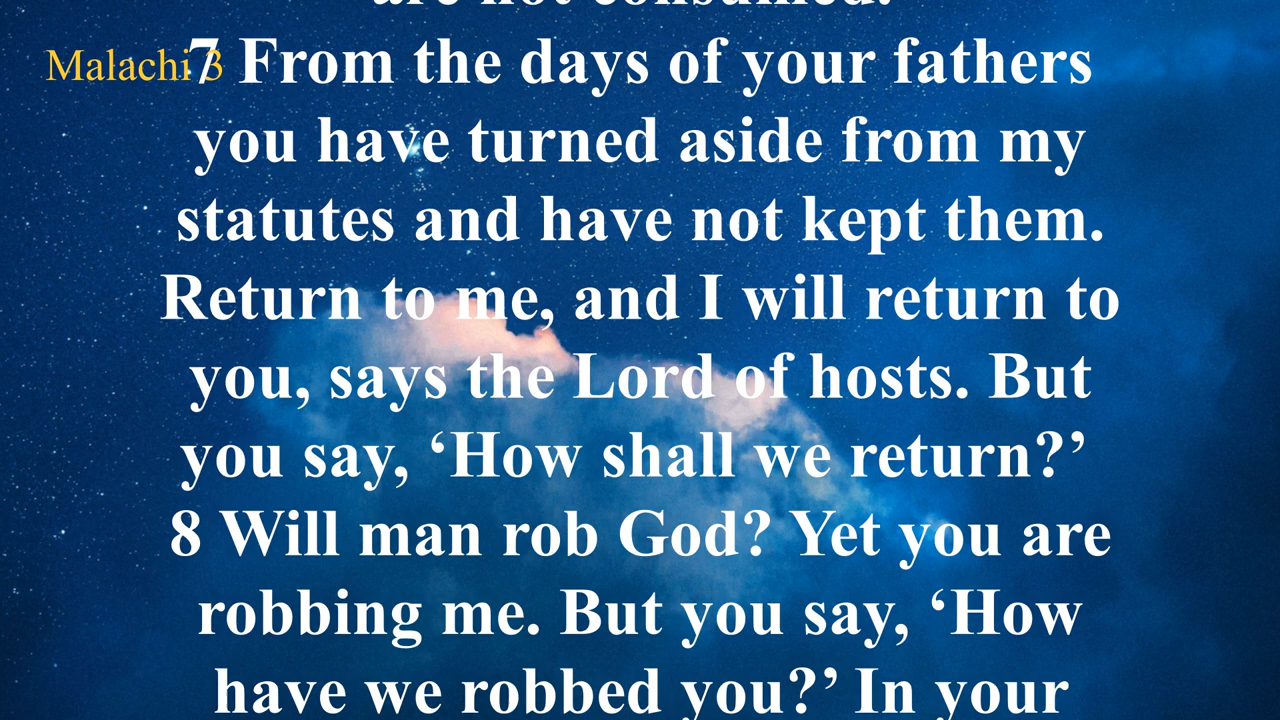 are not consumed.
Malachi 3
7 From the days of your fathers
you have turned aside from my
statutes and have not kept them.
Return to me, and I will return to
you, says the Lord of hosts. But
you say, ‘How shall we return?’
8 Will man rob God? Yet you are
robbing me. But you say, ‘How
have we robbed you?’ In your